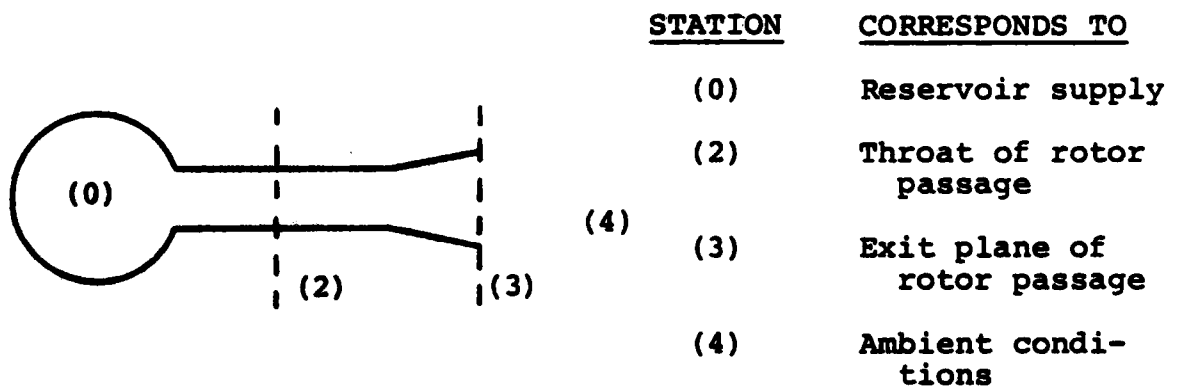 STATION CORRESPONDS TO
(0) Reservoir supply
(2) Throat of rotor
passage
(3) Exit plane of
rotor passage
(4) Ambient condi-
tions
(0)
(4)
(2)
(3)